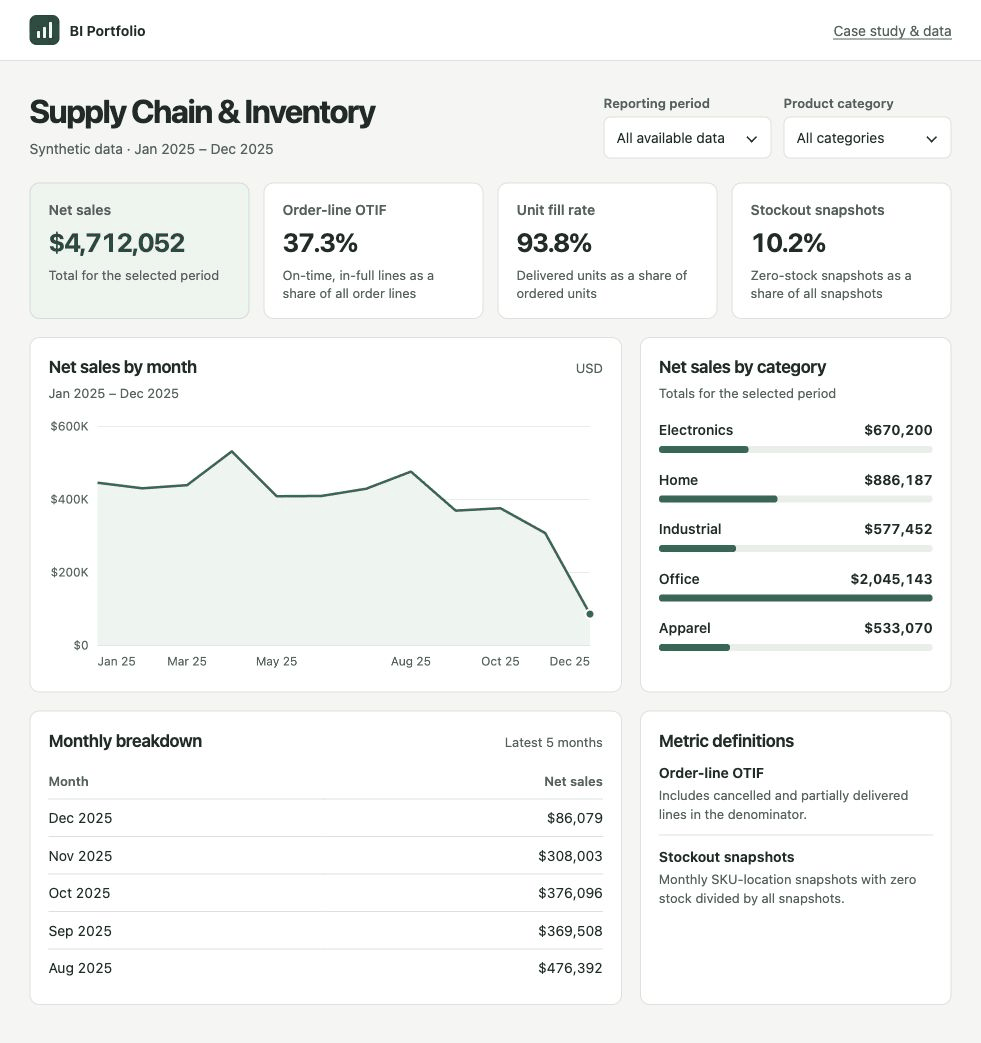 BI Portfolio
Case study & data
Supply Chain & Inventory
Synthetic data · Jan 2025 – Dec 2025
Reporting period
All available data
Product category
All categories
Net sales
$4,712,052
Total for the selected period
Order-line OTIF
37.3%
On-time, in-full lines as a
share of all order lines
Unit fill rate
93.8%
Delivered units as a share of
ordered units
Stockout snapshots
10.2%
Zero-stock snapshots as a
share of all snapshots
Net sales by month
USD
Jan 2025 – Dec 2025
$600K
$400K
$200K
$0
Jan 25
Mar 25
May 25
Aug 25
Oct 25
Dec 25
Net sales by category
Totals for the selected period
Electronics $670,200
Home $886,187
Industrial $577,452
Office $2,045,143
Apparel $533,070
Monthly breakdown
Latest 5 months
Month Net sales
Dec 2025 $86,079
Nov 2025 $308,003
Oct 2025 $376,096
Sep 2025 $369,508
Aug 2025 $476,392
Metric definitions
Order-line OTIF
Includes cancelled and partially delivered
lines in the denominator.
Stockout snapshots
Monthly SKU-location snapshots with zero
stock divided by all snapshots.